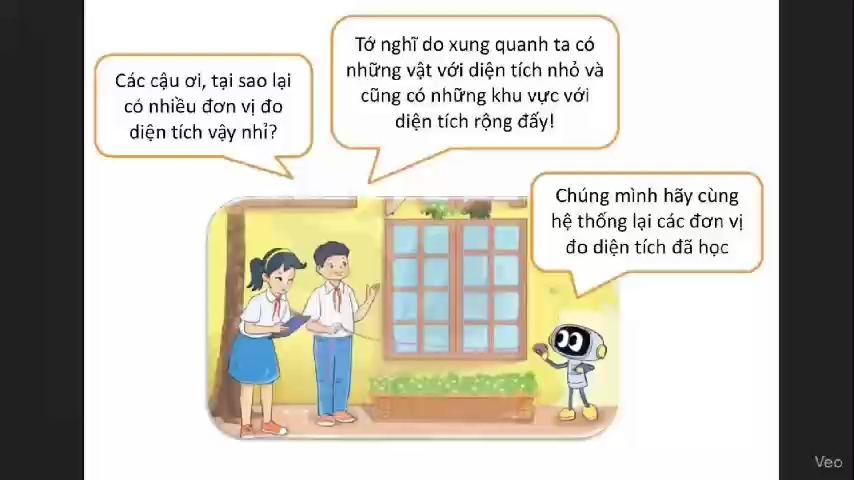 Các cậu ơi, tại sao lại
có nhiều đơn vị đo
diện tích vậy nhỉ?
Tớ nghĩ do xung quanh ta có
những vật với diện tích nhỏ và
cũng có những khu vực với
diện tích rộng đấy!
Chúng mình hãy cùng
hệ thống lại các đơn vị
đo diện tích đã học
Veo